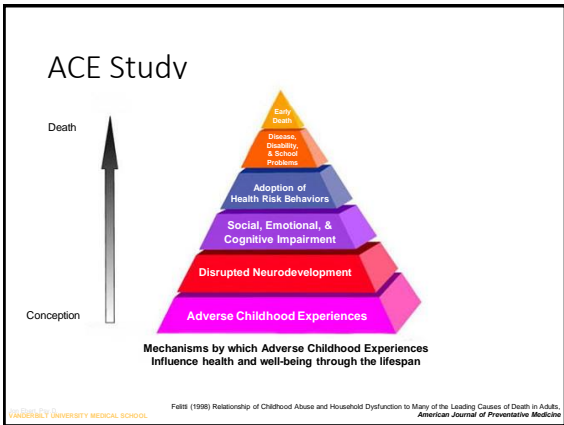 ACE Study
Death
Early
Death
Disease,
Disability,
& School
Problems
Adoption of
Health Risk Behaviors
Social, Emotional, &
Cognitive Impairment
Disrupted Neurodevelopment
Conception
Adverse Childhood Experiences
Mechanisms by which Adverse Childhood Experiences
Influence health and well-being through the lifespan
Felitti (1998) Relationship of Childhood Abuse and Household Dysfunction to Many of the Leading Causes of Death in Adults,
VANDERBILT UNIVERSITY MEDICAL SCHOOL
American Journal of Preventative Medicine